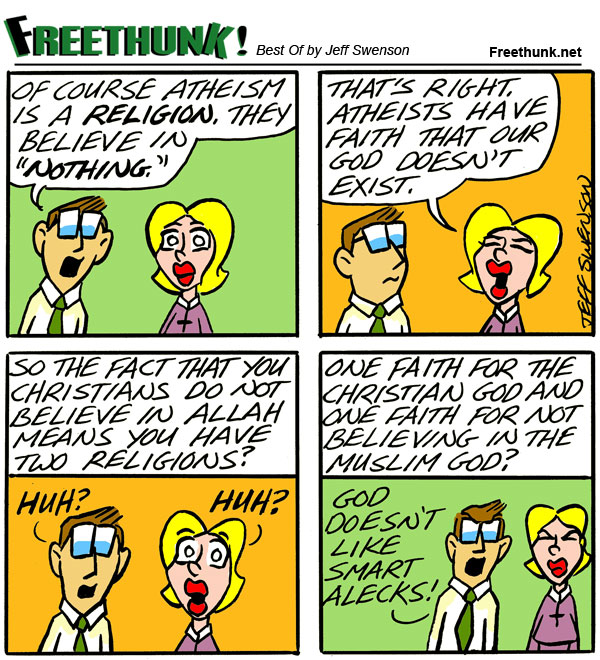 FREETHUNK!
Best Of by Jeff Swenson
Freethunk.net
OF COURSE ATHEISM
IS A RELIGION. THEY
BELIEVE IN
"NOTHING."
THAT'S RIGHT.
ATHEISTS HAVE
FAITH THAT OUR
GOD DOESN'T
EXIST.
JEFF SWENSON
SO THE FACT THAT YOU
CHRISTIANS DO NOT
BELIEVE IN ALLAH
MEANS YOU HAVE
TWO RELIGIONS?
HUH?
HUH?
ONE FAITH FOR THE
CHRISTIAN GOD AND
ONE FAITH FOR NOT
BELIEVING IN THE
MUSLIM GOD?
GOD
DOESN'T
LIKE
SMART
ALECKS!